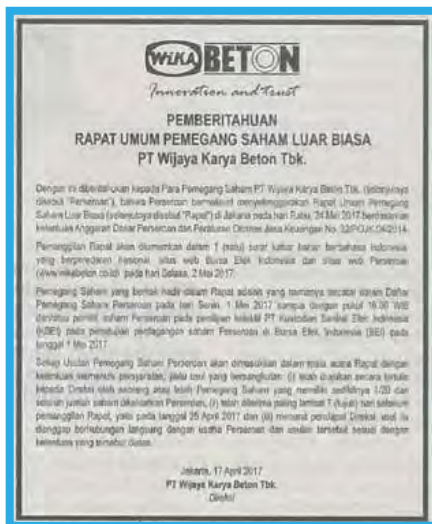 WIKA BETON
Innovation and trust
PEMBERITAHUAN
RAPAT UMUM PEMEGANG SAHAM LUAR BIASA
PT Wijaya Karya Beton Tbk.
Dengan ini diberitahukan kepada Para Pemegang Saham PT Wijaya Karya Beton Tbk. (selanjutnya
disebut "Perseroan"), bahwa Perseroan bermaksud menyelenggarakan Rapat Umum Pemegang
Saham Luar Biasa (selanjutnya disebut "Rapat") di Jakarta pada hari Rabu, 24 Mei 2017 berdasarkan
ketentuan Anggaran Dasar Perseroan dan Peraturan Otoritas Jasa Keuangan No. 32/POJK.04/2014.
Pemanggilan Rapat akan diumumkan dalam 1 (satu) surat kabar harian berbahasa Indonesia
yang berperedaran nasional, situs web Bursa Efek Indonesia dan situs web Perseroan
(www.wikabeton.co.id) pada hari Selasa, 2 Mei 2017.
Pemegang Saham yang berhak hadir dalam Rapat adalah yang namanya tercatat dalam Daftar
Pemegang Saham Perseroan pada hari Senin, 1 Mei 2017 sampai dengan pukul 16.00 WIB
dan/atau pemilik saham Perseroan pada penitipan kolektif PT Kustodian Sentral Efek Indonesia
(KSEI) pada penutupan perdagangan saham Perseroan di Bursa Efek Indonesia (BEI) pada
tanggal 1 Mei 2017.
Setiap Usulan Pemegang Saham Perseroan akan dimasukkan dalam mata acara Rapat dengan
ketentuan memenuhi persyaratan, yaitu usul yang bersangkutan: (i) telah diajukan secara tertulis
kepada Direksi oleh seorang atau lebih Pemegang Saham yang memiliki sedikitnya 1/20 dari
seluruh jumlah saham dikeluarkan Perseroan, (ii) telah diterima paling lambat 7 (tujuh) hari sebelum
pemanggilan Rapat, yaitu pada tanggal 25 April 2017 dan (iii) menurut pendapat Direksi, usul itu
dianggap berhubungan langsung dengan usaha Perseroan dan usulan tersebut sesuai dengan
ketentuan yang tersebut diatas.
Jakarta, 17 April 2017
PT Wijaya Karya Beton Tbk.
Direksi